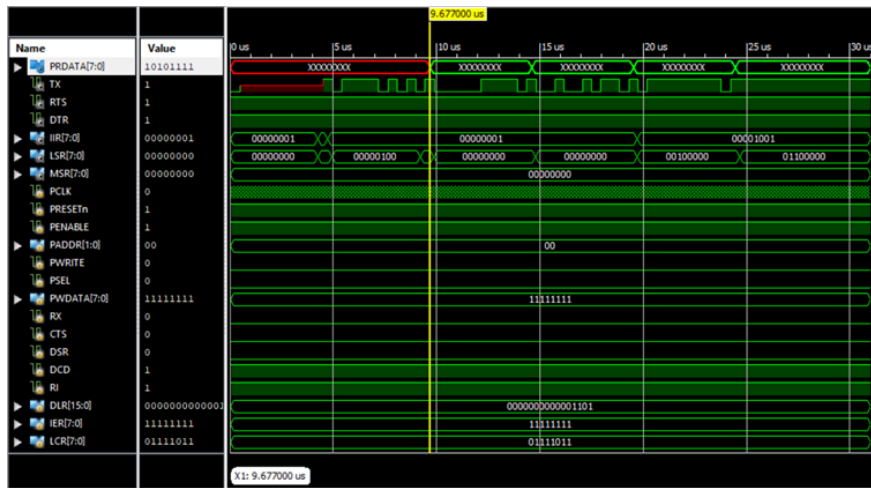 9.677000 us
Name Value 0 us 5 us 10 us 15 us 20 us 25 us 30 us
PRDATA[7:0] 10101111 XXXXXXXX XXXXXXXX XXXXXXXX XXXXXXXX XXXXXXXX
TX 1
RTS 1
DTR 1
IIR[7:0] 00000001 00000001 00000001 00001001
LSR[7:0] 00000000 00000000 00000100 00000000 00000000 00100000 01100000
MSR[7:0] 00000000 00000000
PCLK 0
PRESETn 1
PENABLE 1
PADDR[1:0] 00 00
PWRITE 0
PSEL 0
PWDATA[7:0] 11111111 11111111
RX 0
CTS 0
DSR 0
DCD 1
RI 1
DLR[15:0] 0000000000001101
IER[7:0] 11111111 11111111
LCR[7:0] 01111011 01111011
X1: 9.677000 us